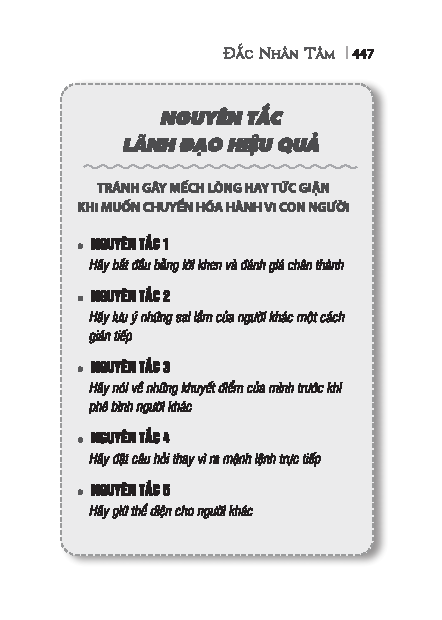 ĐẮC NHÂN TÂM | 447
NGUYÊN TẮC
LÃNH ĐẠO HIỆU QUẢ
TRÁNH GÂY MẾCH LÒNG HAY TỨC GIẬN
KHI MUỐN CHUYỂN HÓA HÀNH VI CON NGƯỜI
• NGUYÊN TẮC 1
Hãy bắt đầu bằng lời khen và đánh giá chân thành
• NGUYÊN TẮC 2
Hãy lưu ý những sai lầm của người khác một cách
gián tiếp
• NGUYÊN TẮC 3
Hãy nói về những khuyết điểm của mình trước khi
phê bình người khác
• NGUYÊN TẮC 4
Hãy đặt câu hỏi thay vì ra mệnh lệnh trực tiếp
• NGUYÊN TẮC 5
Hãy giữ thể diện cho người khác